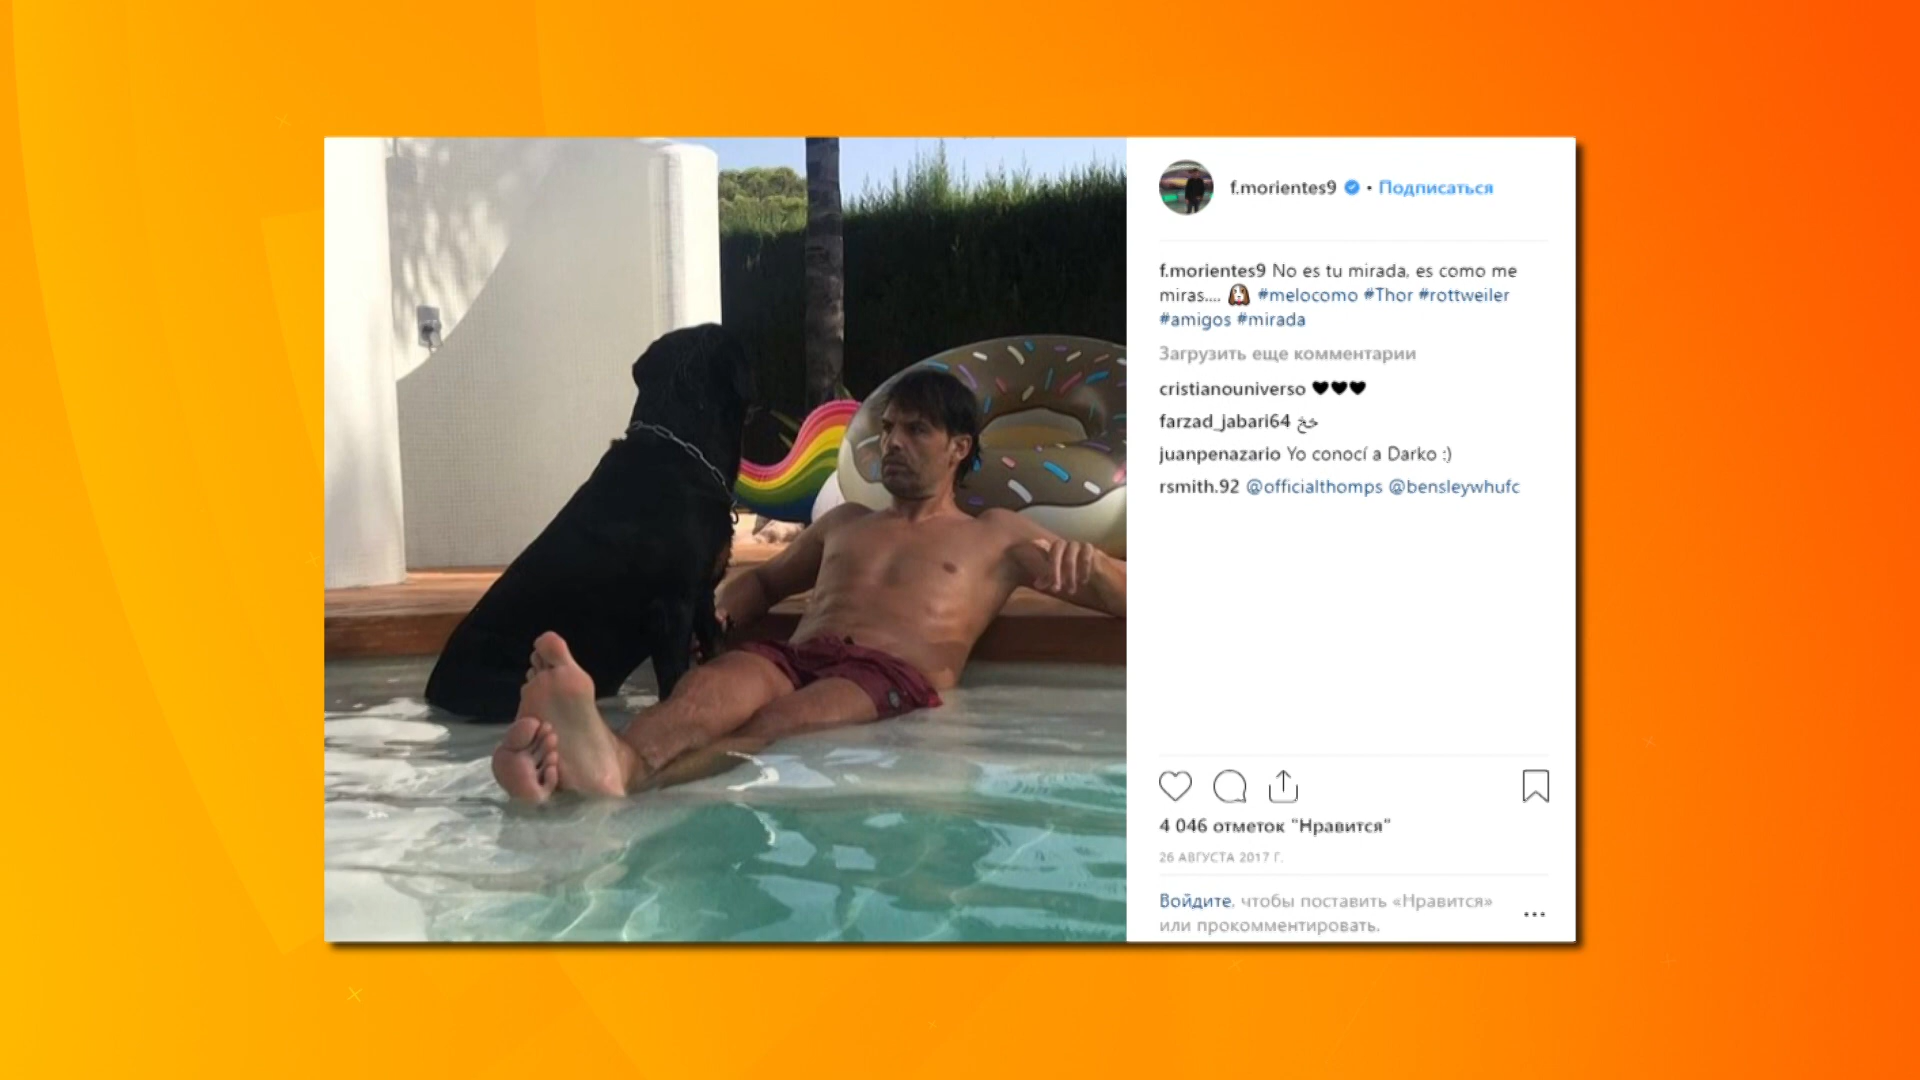 f.morientes9 • Подписаться
f.morientes9 No es tu mirada, es como me
miras.... #melocomo #Thor #rottweiler
#amigos #mirada
Загрузить еще комментарии
cristianouniverso 🖤🖤🖤
farzad_jabari64 خخ
juanpenazario Yo conocí a Darko :)
rsmith.92 @officialthomps @bensleywhufc
4 046 отметок "Нравится"
26 АВГУСТА 2017 Г.
Войдите, чтобы поставить «Нравится»
или прокомментировать.